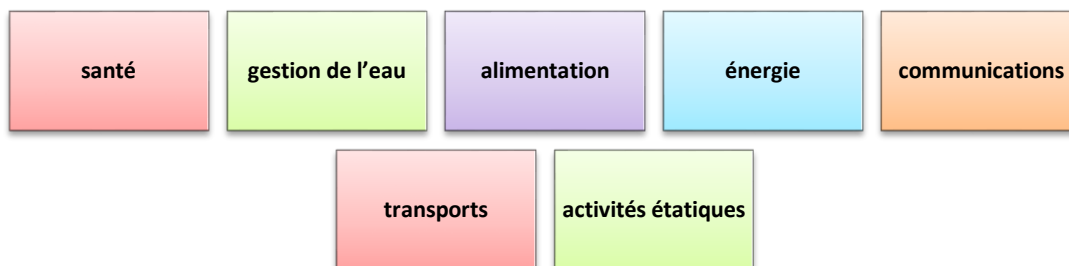 santé
gestion de l’eau
alimentation
énergie
communications
transports
activités étatiques